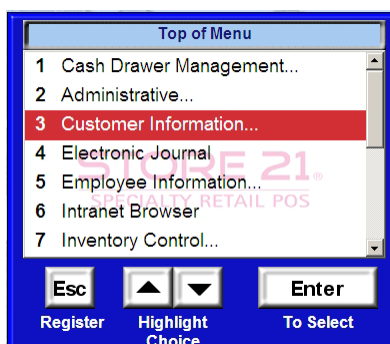 Top of Menu
1 Cash Drawer Management...
2 Administrative...
3 Customer Information...
4 Electronic Journal
STORE 21®
5 Employee Information...
SPECIALTY RETAIL POS
6 Intranet Browser
7 Inventory Control...
Esc Enter
Register Highlight Choice To Select